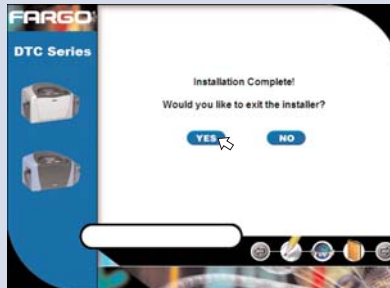 FARGO
DTC Series
Installation Complete!
Would you like to exit the installer?
YES
NO